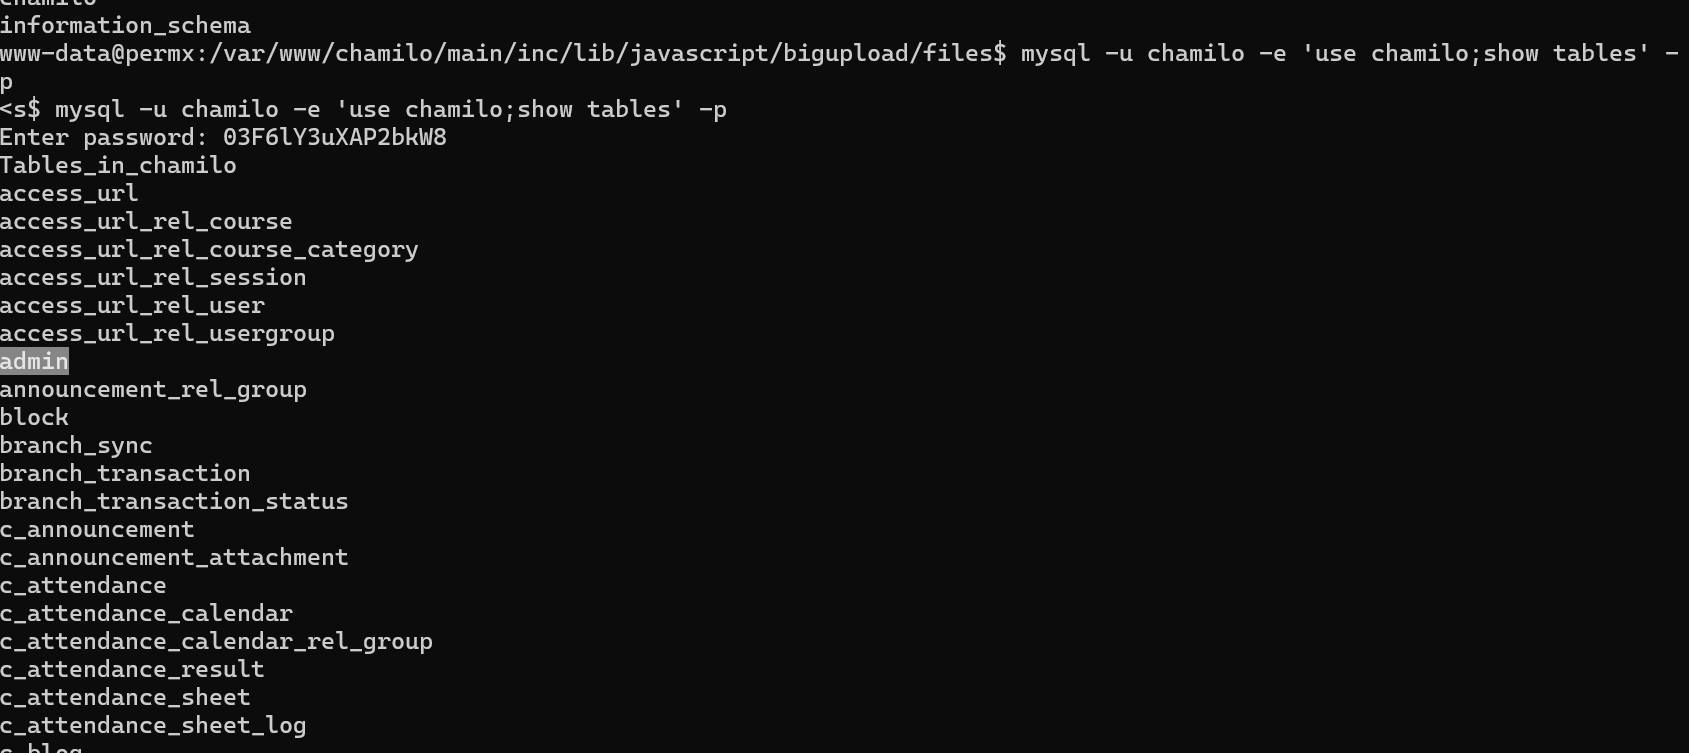 chamilo
information_schema
www-data@permx:/var/www/chamilo/main/inc/lib/javascript/bigupload/files$ mysql -u chamilo -e 'use chamilo;show tables' -
p
<s$ mysql -u chamilo -e 'use chamilo;show tables' -p
Enter password: 03F6lY3uXAP2bkW8
Tables_in_chamilo
access_url
access_url_rel_course
access_url_rel_course_category
access_url_rel_session
access_url_rel_user
access_url_rel_usergroup
admin
announcement_rel_group
block
branch_sync
branch_transaction
branch_transaction_status
c_announcement
c_announcement_attachment
c_attendance
c_attendance_calendar
c_attendance_calendar_rel_group
c_attendance_result
c_attendance_sheet
c_attendance_sheet_log
c_blog